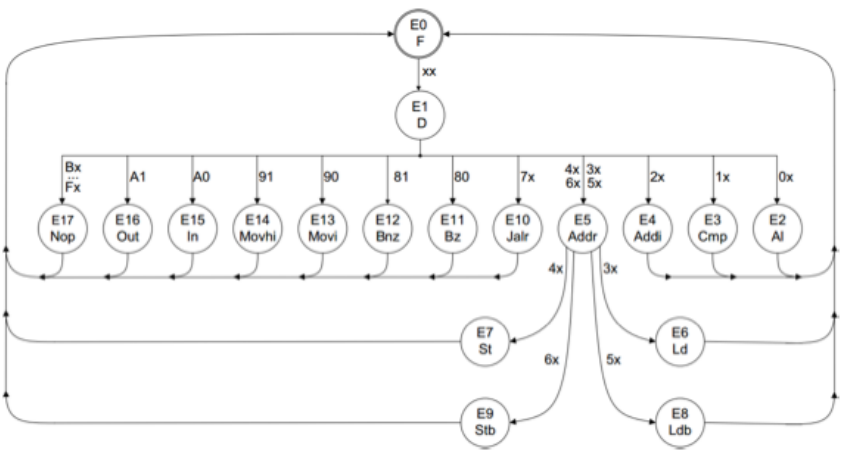 E0
F
xx
E1
D
Bx
...
Fx
A1
A0
91
90
81
80
7x
4x 3x
6x 5x
2x
1x
0x
E17
Nop
E16
Out
E15
In
E14
Movhi
E13
Movi
E12
Bnz
E11
Bz
E10
Jalr
E5
Addr
E4
Addi
E3
Cmp
E2
Al
4x
3x
E7
St
E6
Ld
6x
5x
E9
Stb
E8
Ldb